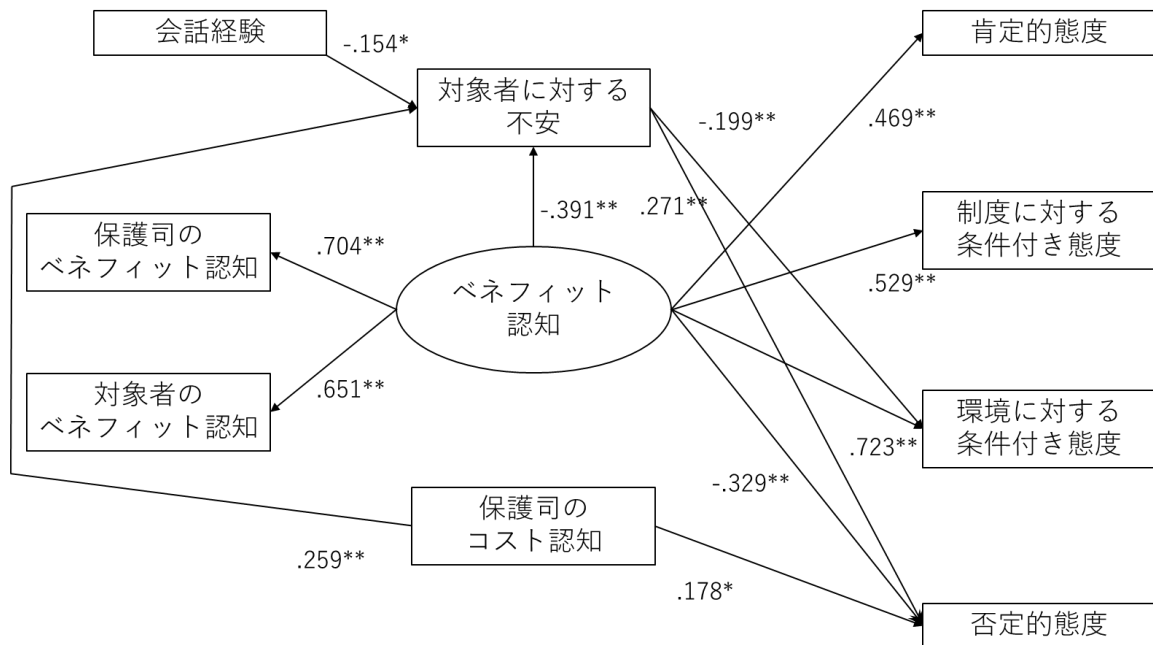 会話経験
-.154*
肯定的態度
対象者に対する
不安
-.199**
.469**
-.391**
.271**
制度に対する
条件付き態度
保護司の
ベネフィット認知
.704**
ベネフィット
認知
.529**
対象者の
ベネフィット認知
.651**
環境に対する
条件付き態度
.723**
-.329**
保護司の
コスト認知
.259**
.178*
否定的態度